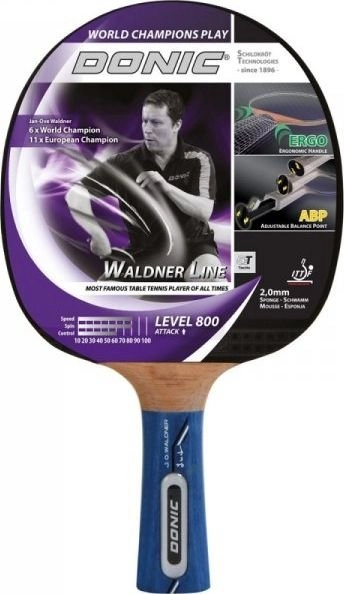 WORLD CHAMPIONS PLAY
DONIC®
SCHILDKRÖT
TECHNOLOGIES
- since 1896 -
Jan-Ove Waldner
6 x World Champion
11 x European Champion
ERGO
ERGONOMIC HANDLE
ABP
ADJUSTABLE BALANCE POINT
WALDNER LINE
MOST FAMOUS TABLE TENNIS PLAYER OF ALL TIMES
ITTF
Speed
Spin
Control
10 20 30 40 50 60 70 80 90 100
LEVEL 800
ATTACK
2,0mm
SPONGE - SCHWAMM
MOUSSE - ESPONJA
J.O. WALDNER
DONIC